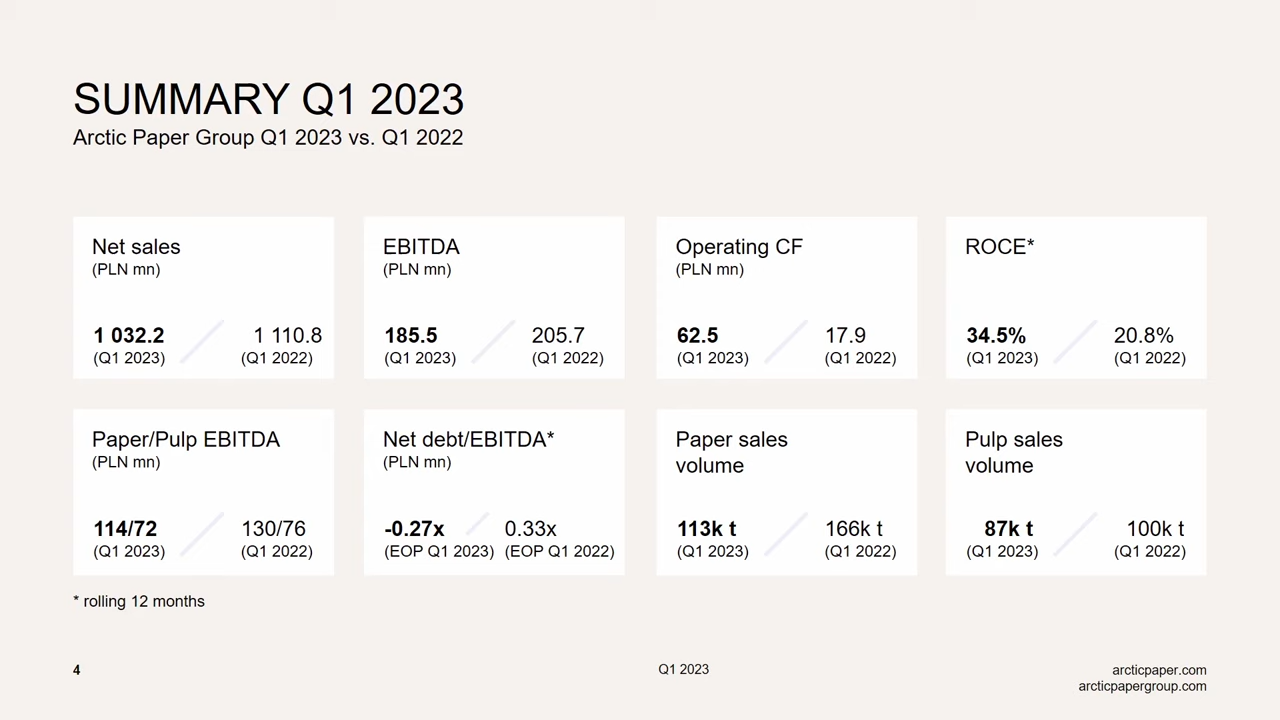 SUMMARY Q1 2023
Arctic Paper Group Q1 2023 vs. Q1 2022
Net sales
(PLN mn)
1 032.2 1 110.8
(Q1 2023) (Q1 2022)
EBITDA
(PLN mn)
185.5 205.7
(Q1 2023) (Q1 2022)
Operating CF
(PLN mn)
62.5 17.9
(Q1 2023) (Q1 2022)
ROCE*
34.5% 20.8%
(Q1 2023) (Q1 2022)
Paper/Pulp EBITDA
(PLN mn)
114/72 130/76
(Q1 2023) (Q1 2022)
Net debt/EBITDA*
(PLN mn)
-0.27x 0.33x
(EOP Q1 2023) (EOP Q1 2022)
Paper sales
volume
113k t 166k t
(Q1 2023) (Q1 2022)
Pulp sales
volume
87k t 100k t
(Q1 2023) (Q1 2022)
* rolling 12 months
4
Q1 2023
arcticpaper.com
arcticpapergroup.com